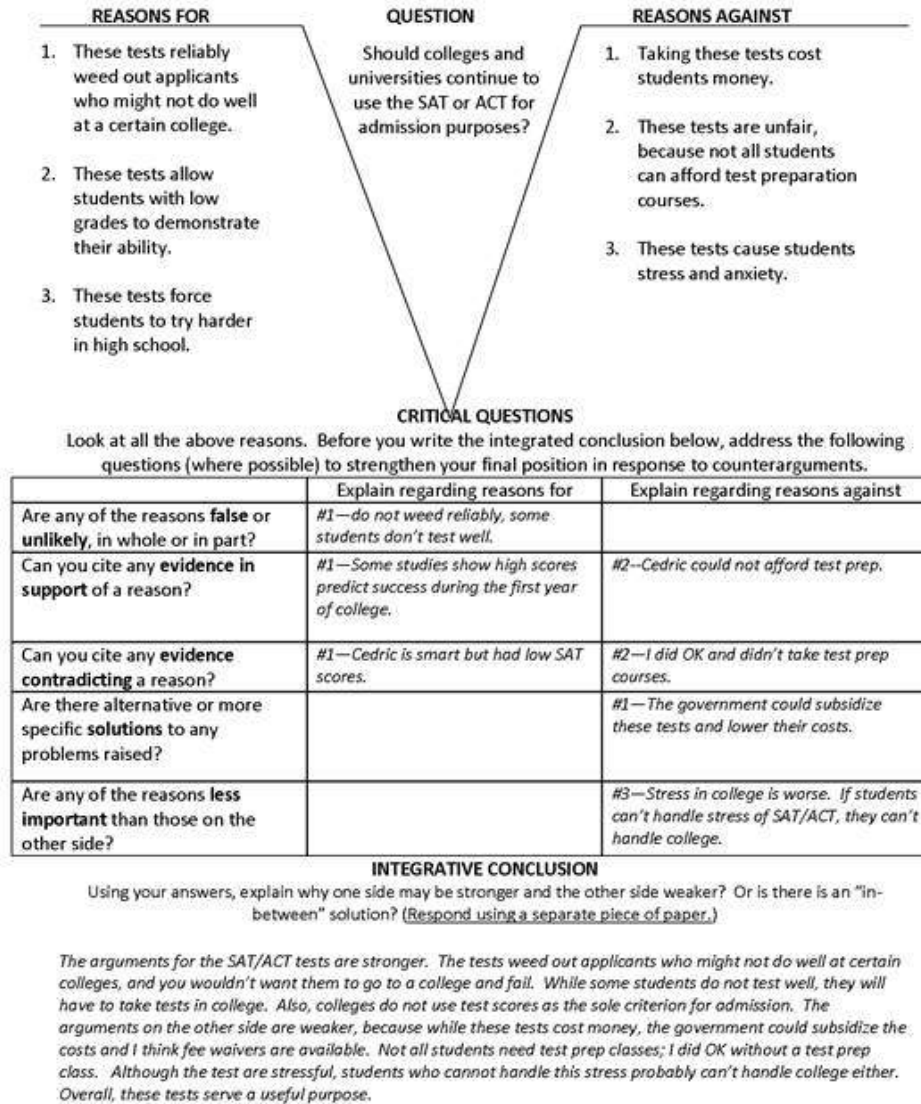 REASONS FOR
1. These tests reliably
weed out applicants
who might not do well
at a certain college.
2. These tests allow
students with low
grades to demonstrate
their ability.
3. These tests force
students to try harder
in high school.
QUESTION
Should colleges and
universities continue to
use the SAT or ACT for
admission purposes?
REASONS AGAINST
1. Taking these tests cost
students money.
2. These tests are unfair,
because not all students
can afford test preparation
courses.
3. These tests cause students
stress and anxiety.
CRITICAL QUESTIONS
Look at all the above reasons. Before you write the integrated conclusion below, address the following
questions (where possible) to strengthen your final position in response to counterarguments.
Explain regarding reasons for
Explain regarding reasons against
Are any of the reasons false or
unlikely, in whole or in part?
#1—do not weed reliably, some
students don't test well.
Can you cite any evidence in
support of a reason?
#1—Some studies show high scores
predict success during the first year
of college.
#2--Cedric could not afford test prep.
Can you cite any evidence
contradicting a reason?
#1—Cedric is smart but had low SAT
scores.
#2—I did OK and didn't take test prep
courses.
Are there alternative or more
specific solutions to any
problems raised?
#1—The government could subsidize
these tests and lower their costs.
Are any of the reasons less
important than those on the
other side?
#3—Stress in college is worse. If students
can't handle stress of SAT/ACT, they can't
handle college.
INTEGRATIVE CONCLUSION
Using your answers, explain why one side may be stronger and the other side weaker? Or is there is an "in-
between" solution? (Respond using a separate piece of paper.)
The arguments for the SAT/ACT tests are stronger. The tests weed out applicants who might not do well at certain
colleges, and you wouldn't want them to go to a college and fail. While some students do not test well, they will
have to take tests in college. Also, colleges do not use test scores as the sole criterion for admission. The
arguments on the other side are weaker, because while these tests cost money, the government could subsidize the
costs and I think fee waivers are available. Not all students need test prep classes; I did OK without a test prep
class. Although the test are stressful, students who cannot handle this stress probably can't handle college either.
Overall, these tests serve a useful purpose.